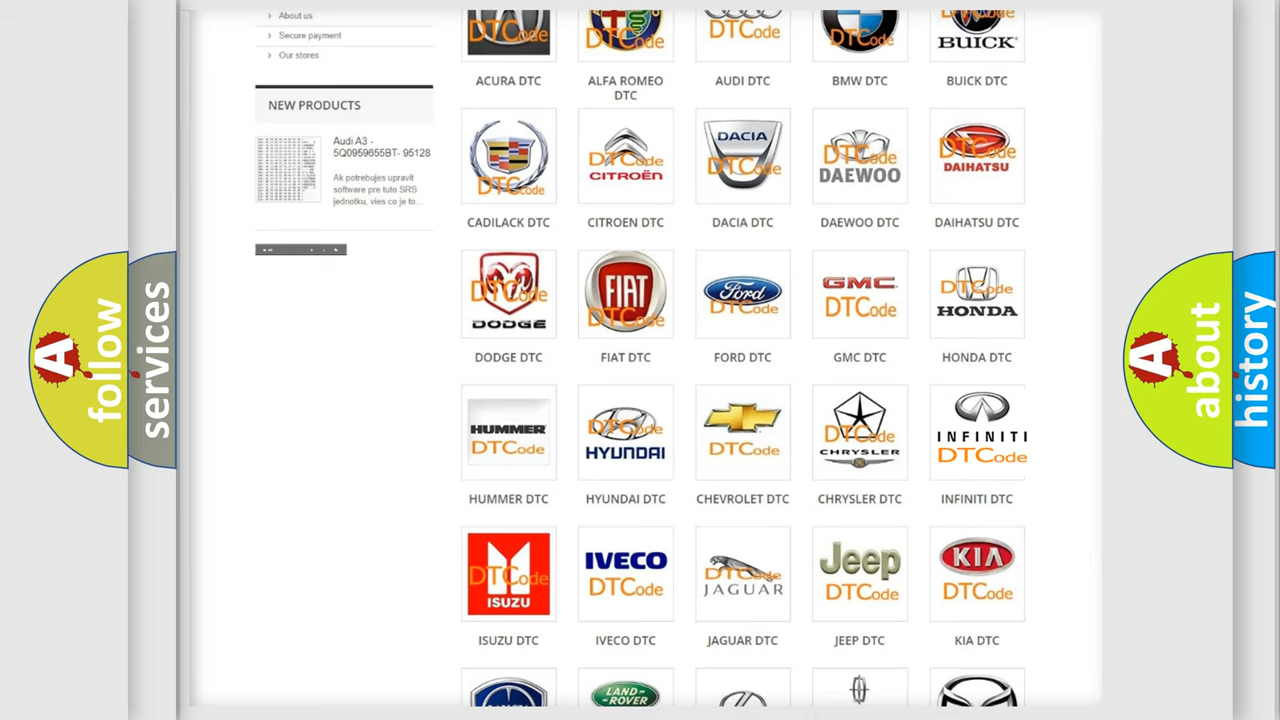 About us
Secure payment
Our stores
NEW PRODUCTS
Audi A3 -
5Q0959655BT- 95128
Ak potrebujes upravit
software pre tuto SRS
jednotku, vies co je to...
DTCode
DTCode
DTCode
DTCode
DTCode
BUICK
ACURA DTC
ALFA ROMEO
DTC
AUDI DTC
BMW DTC
BUICK DTC
DTCode
DTCode
CITROËN
DACIA
DTCode
DTCode
DAEWOO
DTCode
DAIHATSU
CADILACK DTC
CITROEN DTC
DACIA DTC
DAEWOO DTC
DAIHATSU DTC
DTCode
DODGE
FIAT
DTCode
Ford
DTCode
GMC
DTCode
DTCode
HONDA
DODGE DTC
FIAT DTC
FORD DTC
GMC DTC
HONDA DTC
HUMMER
DTCode
DTCode
HYUNDAI
DTCode
DTCode
CHRYSLER
INFINITI
DTCode
HUMMER DTC
HYUNDAI DTC
CHEVROLET DTC
CHRYSLER DTC
INFINITI DTC
DTCode
ISUZU
IVECO
DTCode
DTCode
JAGUAR
Jeep
DTCode
KIA
DTCode
ISUZU DTC
IVECO DTC
JAGUAR DTC
JEEP DTC
KIA DTC
LAND-
ROVER
A
follow
services
A
about
history